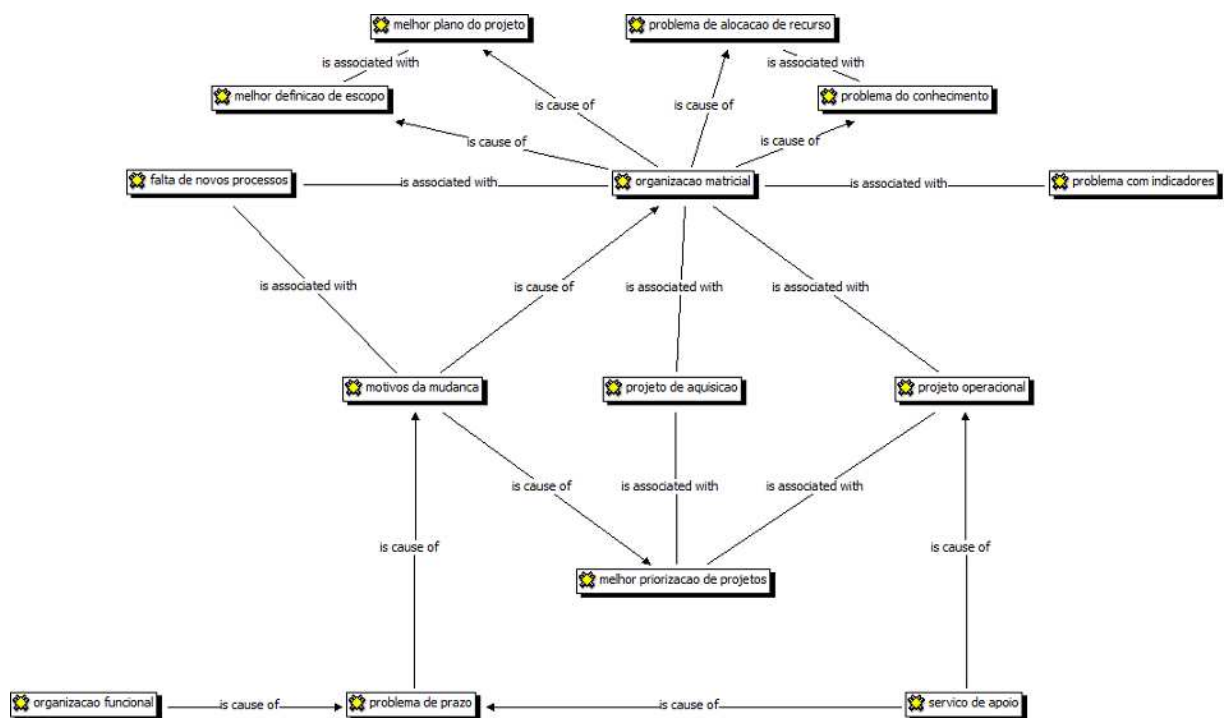 melhor plano do projeto
problema de alocacao de recurso
is associated with
is associated with
melhor definicao de escopo
problema do conhecimento
is cause of
is cause of
is cause of
is cause of
falta de novos processos
is associated with
organizacao matricial
is associated with
problema com indicadores
is associated with
is cause of
is associated with
is associated with
motivos da mudanca
projeto de aquisicao
projeto operacional
is cause of
is associated with
is associated with
is cause of
is cause of
melhor priorizacao de projetos
organizacao funcional
is cause of
problema de prazo
is cause of
servico de apoio